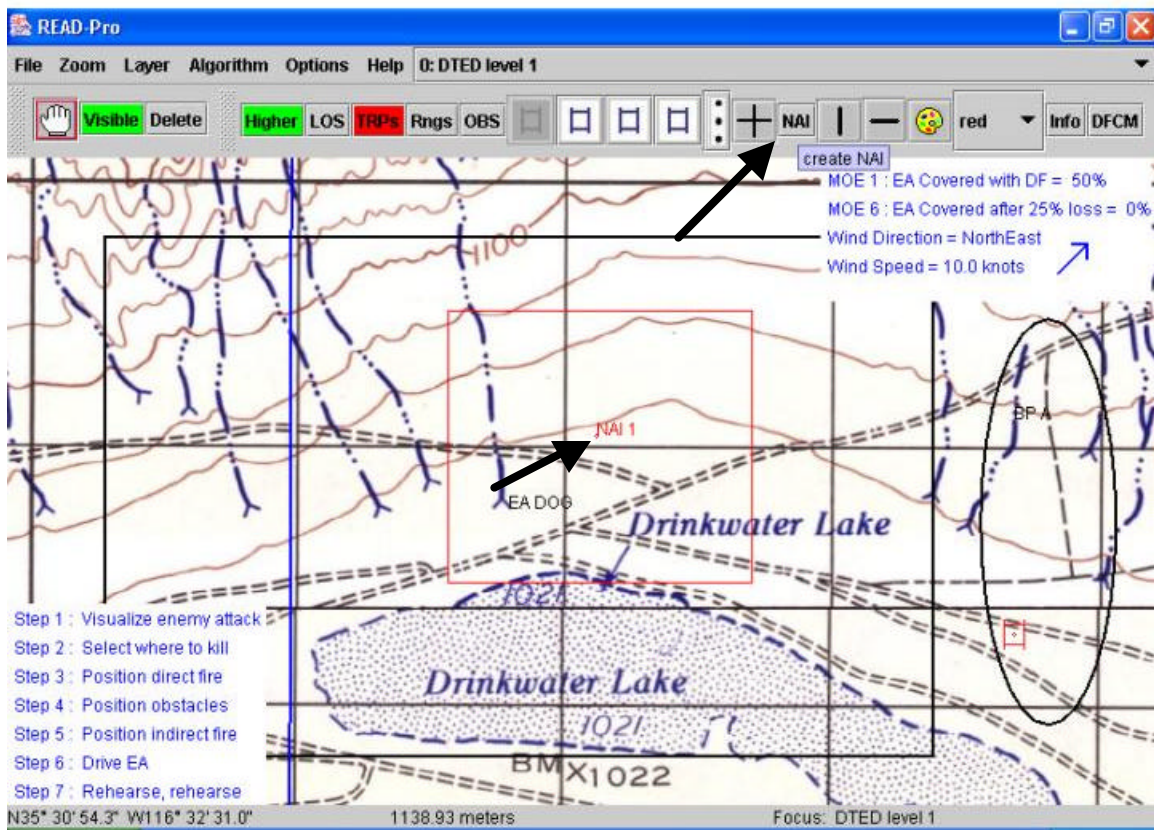 READ-Pro
File Zoom Layer Algorithm Options Help 0: DTED level 1
Visible Delete Higher LOS TRPs Rngs OBS NAI red Info DFCM
create NAI
MOE 1 : EA Covered with DF = 50%
MOE 6 : EA Covered after 25% loss = 0%
Wind Direction = NorthEast
Wind Speed = 10.0 knots
1100
BP A
NAI 1
EA DOG
Drinkwater Lake
1021
Step 1 : Visualize enemy attack
Step 2 : Select where to kill
Step 3 : Position direct fire
Step 4 : Position obstacles
Step 5 : Position indirect fire
Step 6 : Drive EA
Step 7 : Rehearse, rehearse
Drinkwater Lake
1021
BMX1022
N35° 30' 54.3" W116° 32' 31.0" 1138.93 meters Focus: DTED level 1